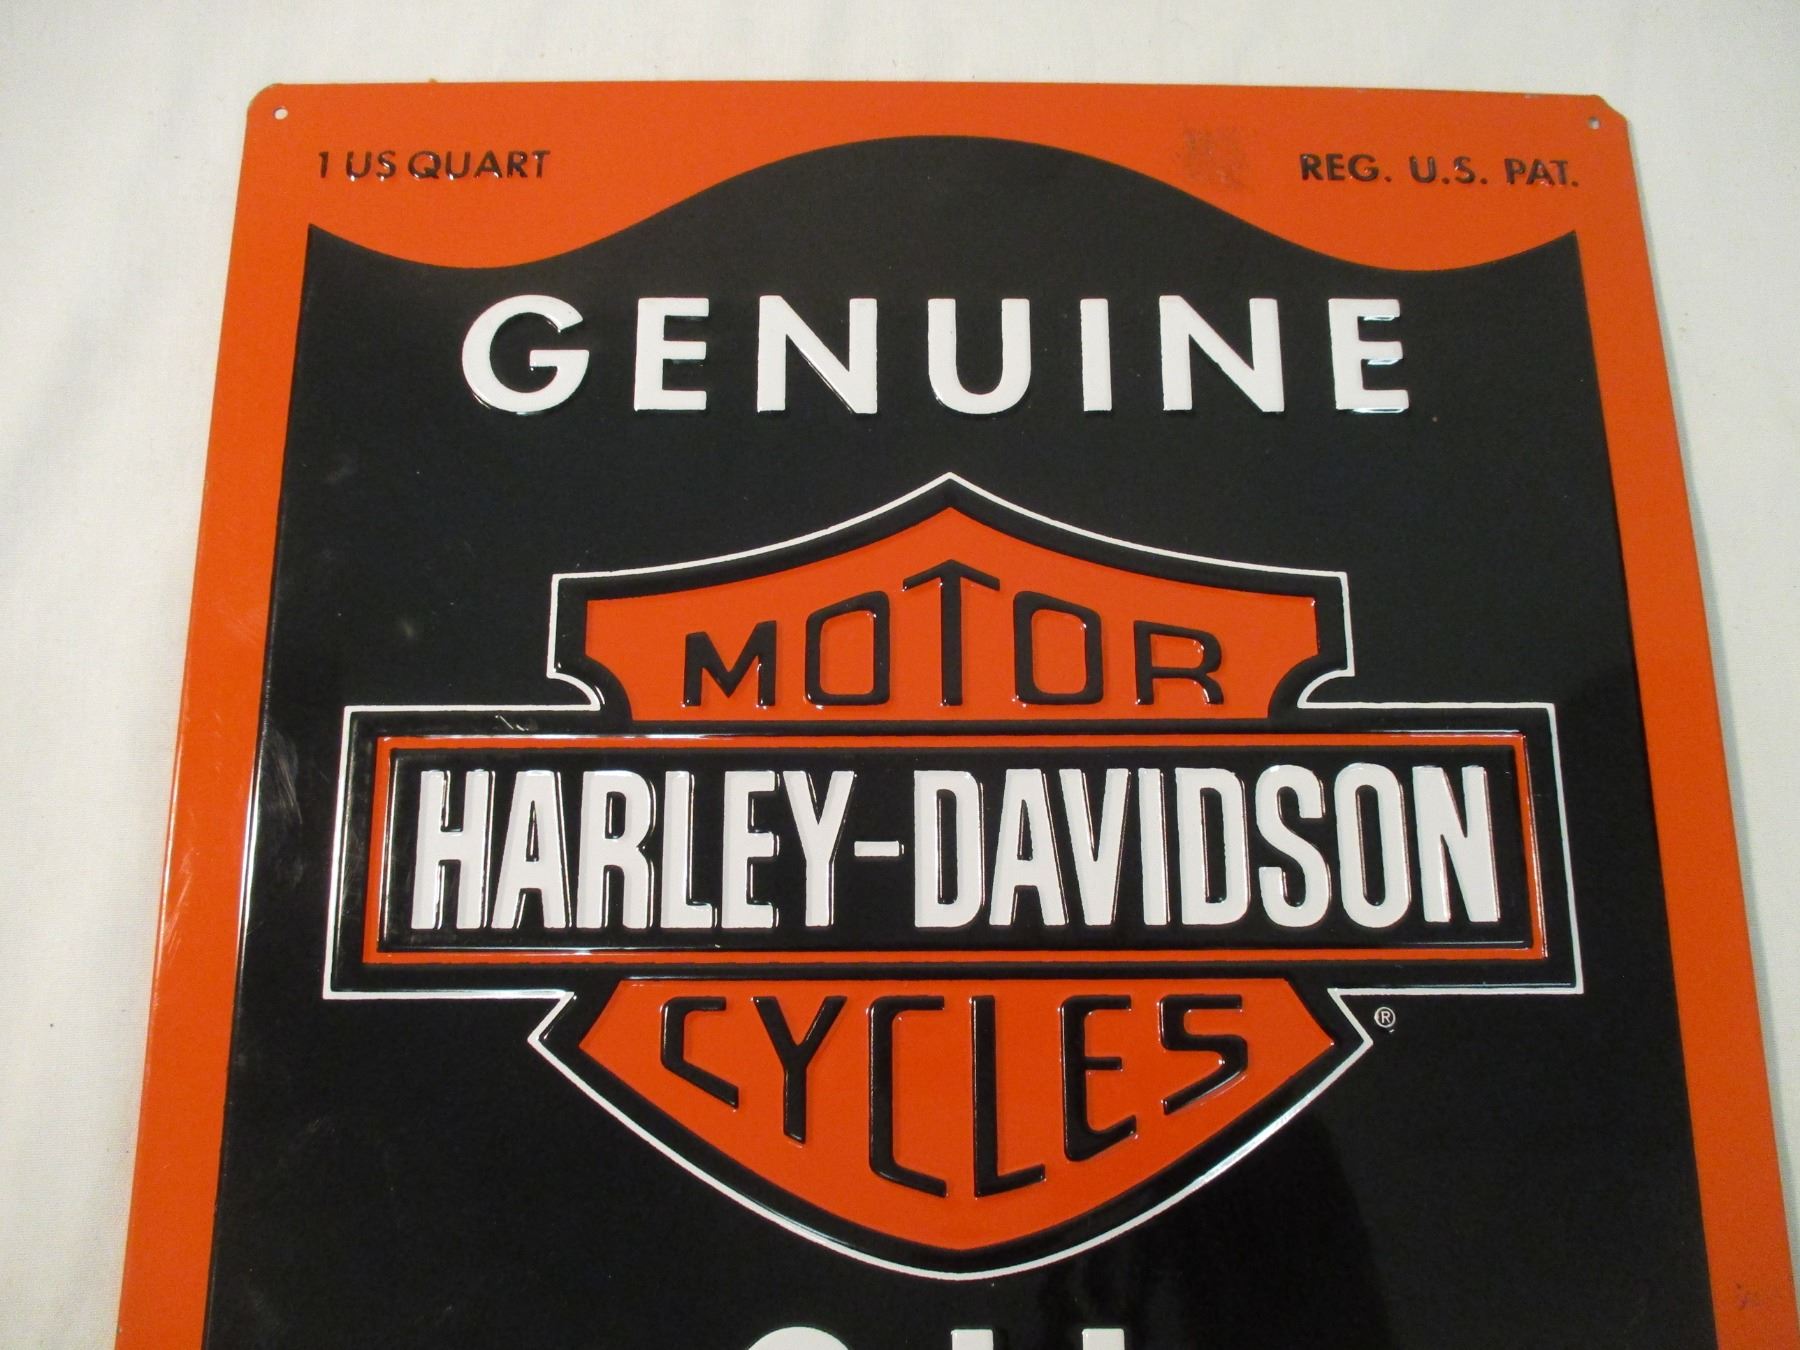 1 US QUART
REG. U.S. PAT.
GENUINE
MOTOR
HARLEY-DAVIDSON
CYCLES
®